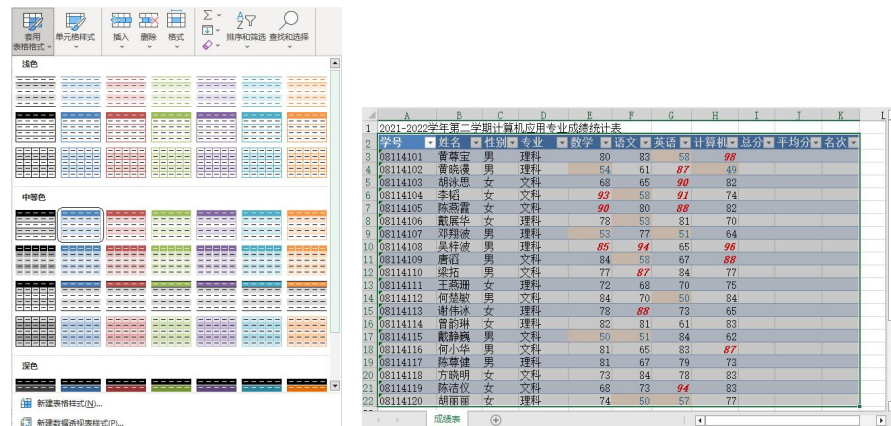 套用
表格格式
单元格样式
插入
删除
格式
排序和筛选
查找和选择
浅色
中等色
深色
新建表格样式(N)...
新建数据透视表样式(P)...
A B C D E F G H I J K L
1 2021-2022学年第二学期计算机应用专业成绩统计表
2 学号 姓名 性别 专业 数学 语文 英语 计算机 总分 平均分 名次
3 08114101 黄尊宝 男 理科 80 83 58 98
4 08114102 黄晓漫 男 理科 54 61 87 49
5 08114103 胡泳思 女 文科 68 65 90 82
6 08114104 李韬 女 文科 93 58 91 74
7 08114105 陈燕霞 女 文科 90 80 88 82
8 08114106 戴展华 女 理科 78 53 81 70
9 08114107 邓翔波 男 理科 53 77 51 64
10 08114108 吴梓波 男 理科 85 94 65 96
11 08114109 唐滔 男 文科 84 58 67 88
12 08114110 梁拓 男 文科 77 87 84 77
13 08114111 王燕珊 女 理科 72 68 70 75
14 08114112 何楚敏 男 文科 84 70 50 84
15 08114113 谢伟冰 女 理科 78 88 73 65
16 08114114 曾韵琳 女 理科 82 81 61 83
17 08114115 戴静巍 男 文科 50 51 84 62
18 08114116 何小华 男 文科 81 65 83 87
19 08114117 陈尊健 男 理科 81 67 79 73
20 08114118 方晓明 女 文科 73 84 78 83
21 08114119 陈洁仪 女 文科 68 73 94 83
22 08114120 胡丽丽 女 理科 74 50 57 77
成绩表